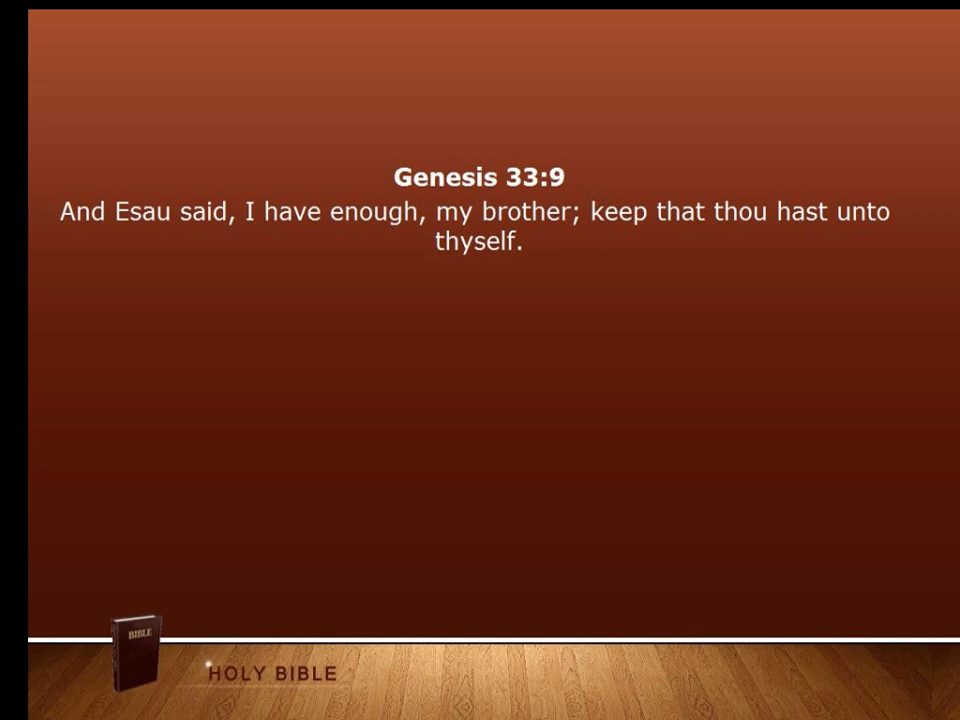 Genesis 33:9
And Esau said, I have enough, my brother; keep that thou hast unto
thyself.
BIBLE
HOLY BIBLE